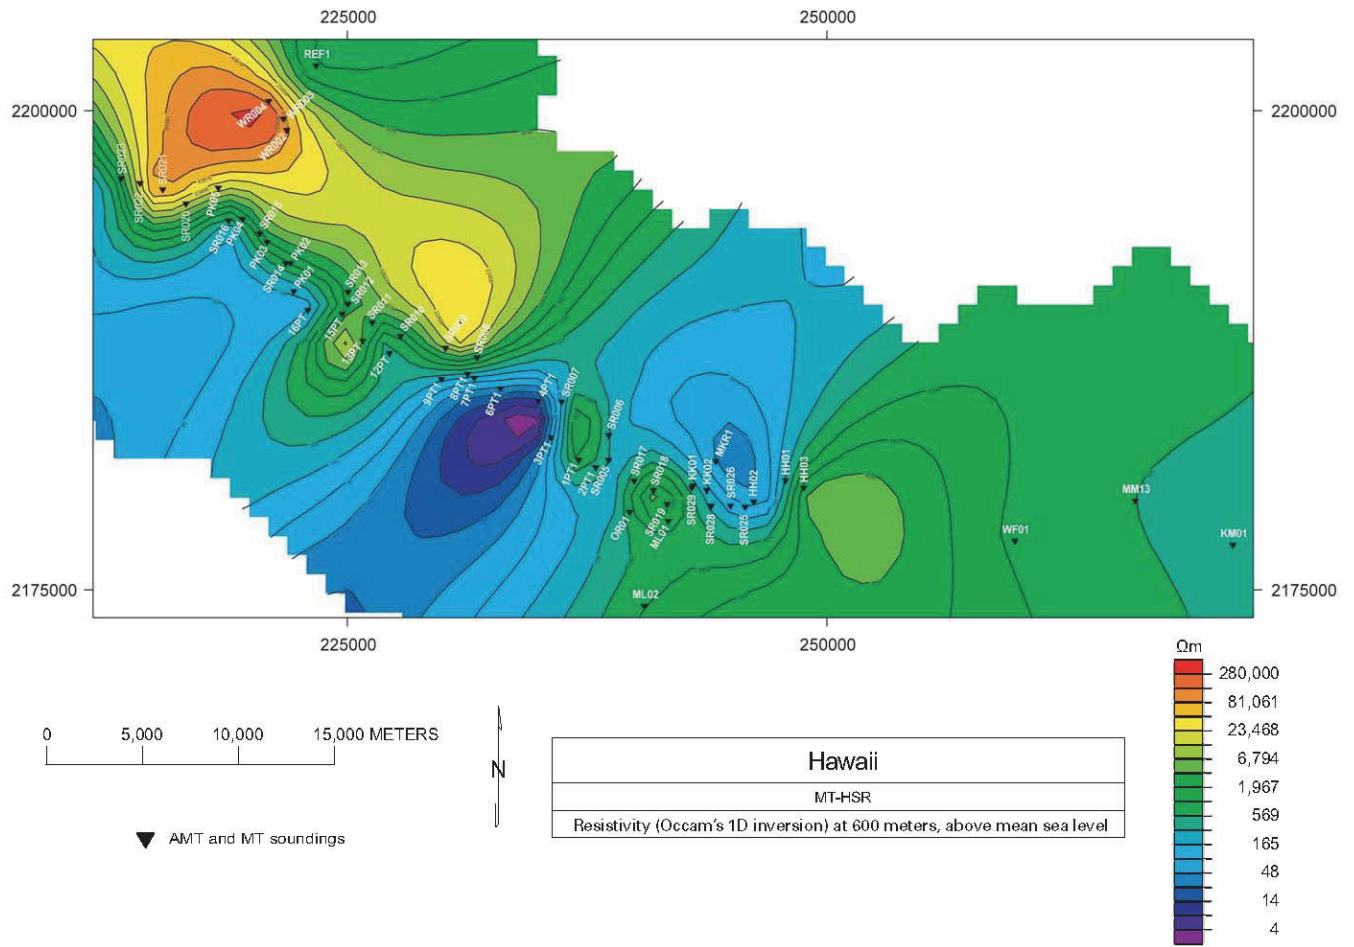 225000 250000
REF1
2200000 2200000
WR004 WR003
WR002
SR023
SR021
SR022
SR020
PK05
SR016
PK04
SR015
PK03
PK02
SR014
PK01
SR013
SR012
SR011
SR010
16PT
15PT
13PT
12PT
SR009
SR008
9PT1
8PT1
7PT1
6PT1
4PT1
SR007
3PT1
1PT1
2PT1
SR005
SR006
SR017
SR018
OR01
SR019
ML01
KK01
KK02
SR029
SR028
MKR1
SR026
SR025
HH02
HH01
HH03
MM13
WF01
KM01
ML02
2175000 2175000
225000 250000
Ωm
280,000
81,061
23,468
6,794
1,967
569
165
48
14
4
0 5,000 10,000 15,000 METERS
N
AMT and MT soundings
Hawaii
MT-HSR
Resistivity (Occam's 1D inversion) at 600 meters, above mean sea level